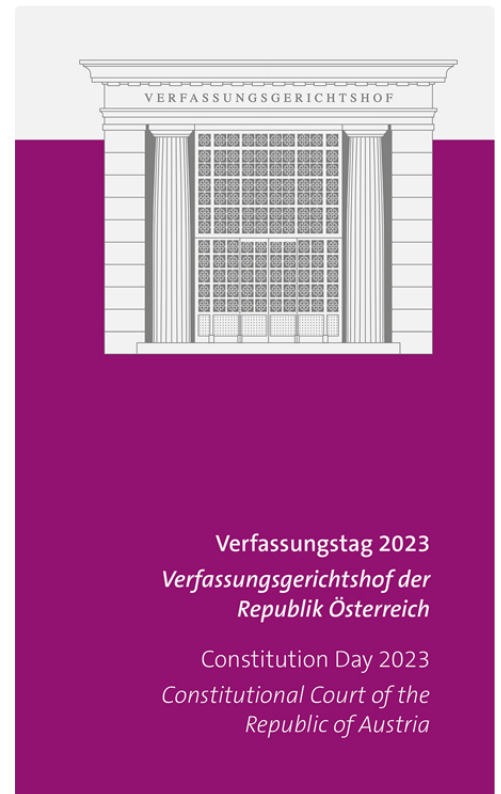 VERFASSUNGSGERICHTSHOF
Verfassungstag 2023
Verfassungsgerichtshof der
Republik Österreich
Constitution Day 2023
Constitutional Court of the
Republic of Austria